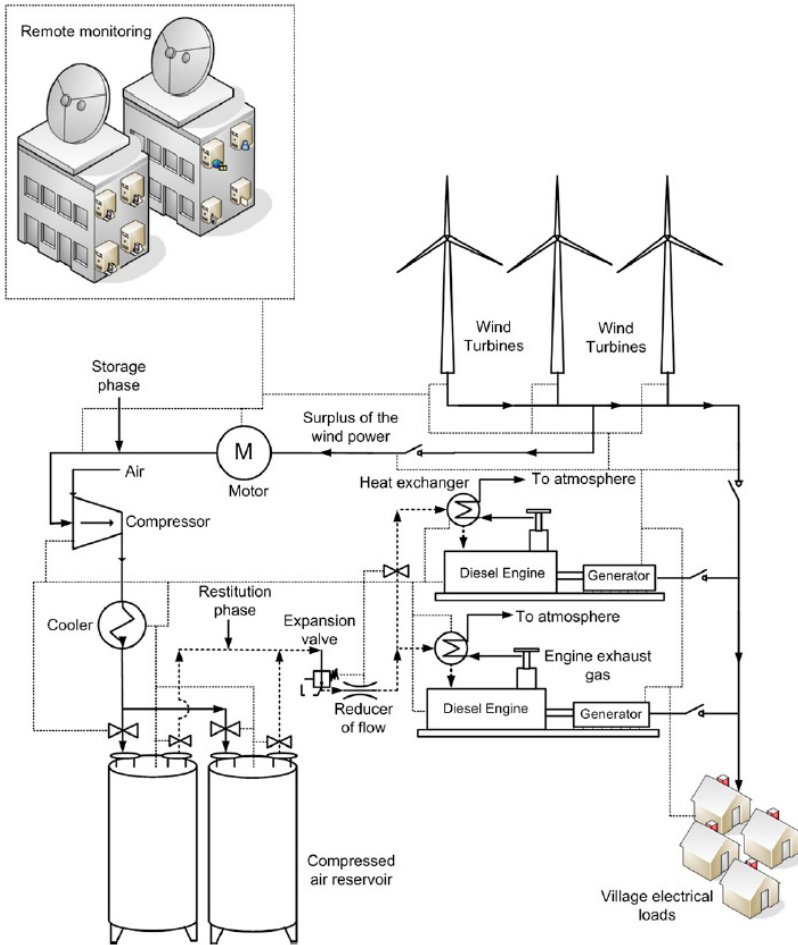 Remote monitoring
Wind
Turbines
Wind
Turbines
Storage
phase
Surplus of the
wind power
M
Motor
Air
Compressor
Heat exchanger
To atmosphere
Diesel Engine
Generator
Cooler
Restitution
phase
Expansion
valve
To atmosphere
Engine exhaust
gas
Reducer
of flow
Diesel Engine
Generator
Compressed
air reservoir
Village electrical
loads